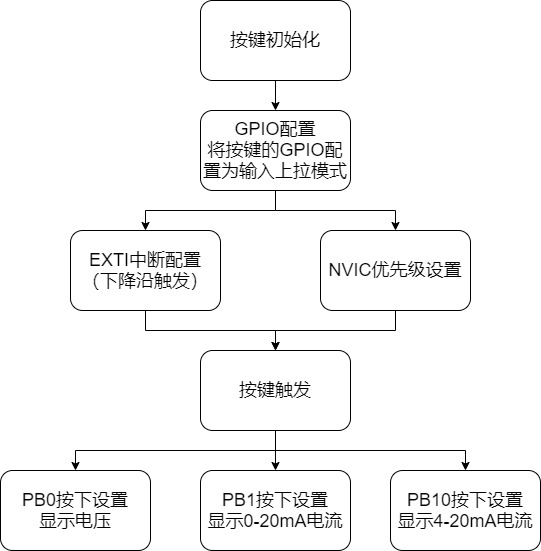 按键初始化
GPIO配置
将按键的GPIO配
置为输入上拉模式
EXTI中断配置
（下降沿触发）
NVIC优先级设置
按键触发
PB0按下设置
显示电压
PB1按下设置
显示0-20mA电流
PB10按下设置
显示4-20mA电流